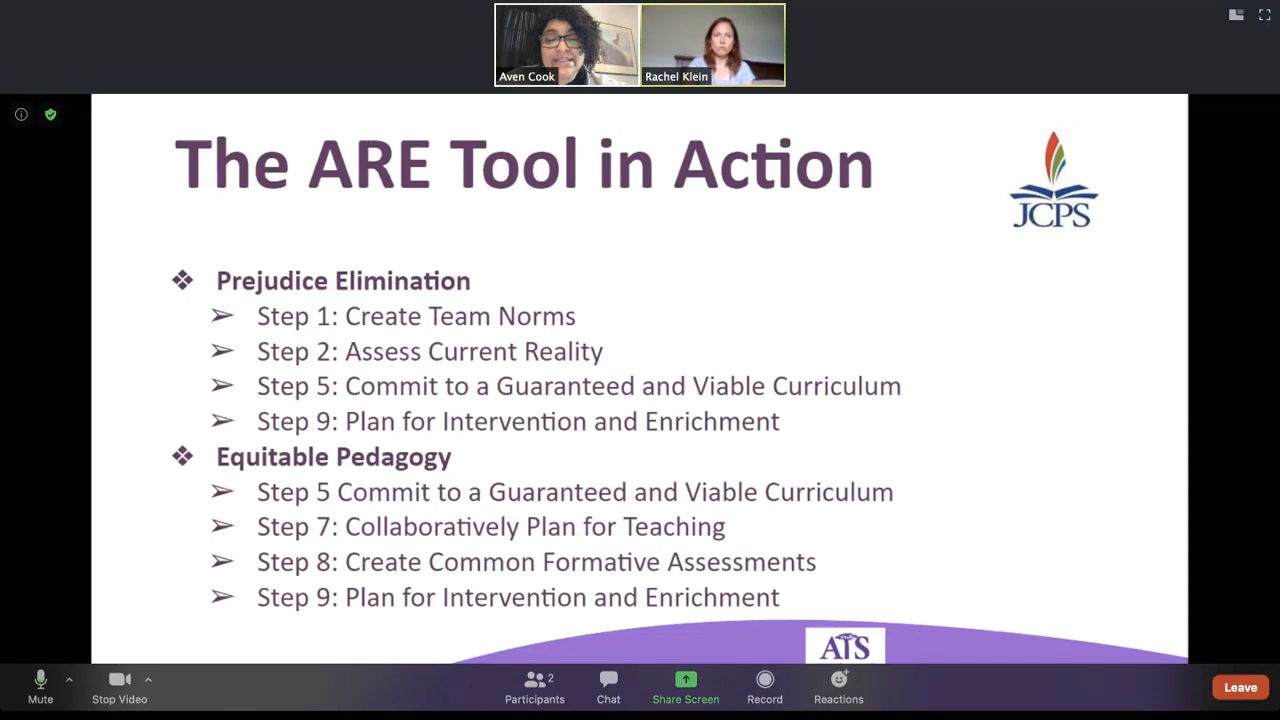 Aven Cook
Rachel Klein
The ARE Tool in Action
JCPS
Prejudice Elimination
Step 1: Create Team Norms
Step 2: Assess Current Reality
Step 5: Commit to a Guaranteed and Viable Curriculum
Step 9: Plan for Intervention and Enrichment
Equitable Pedagogy
Step 5 Commit to a Guaranteed and Viable Curriculum
Step 7: Collaboratively Plan for Teaching
Step 8: Create Common Formative Assessments
Step 9: Plan for Intervention and Enrichment
ATS
Mute
Stop Video
Participants
2
Chat
Share Screen
Record
Reactions
Leave